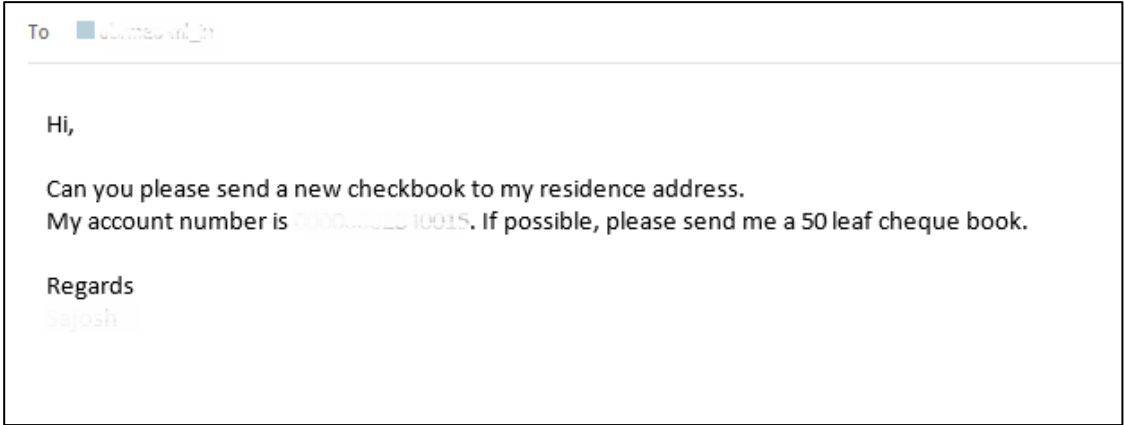 To
Hi,
Can you please send a new checkbook to my residence address.
My account number is . If possible, please send me a 50 leaf cheque book.
Regards
Sajosh